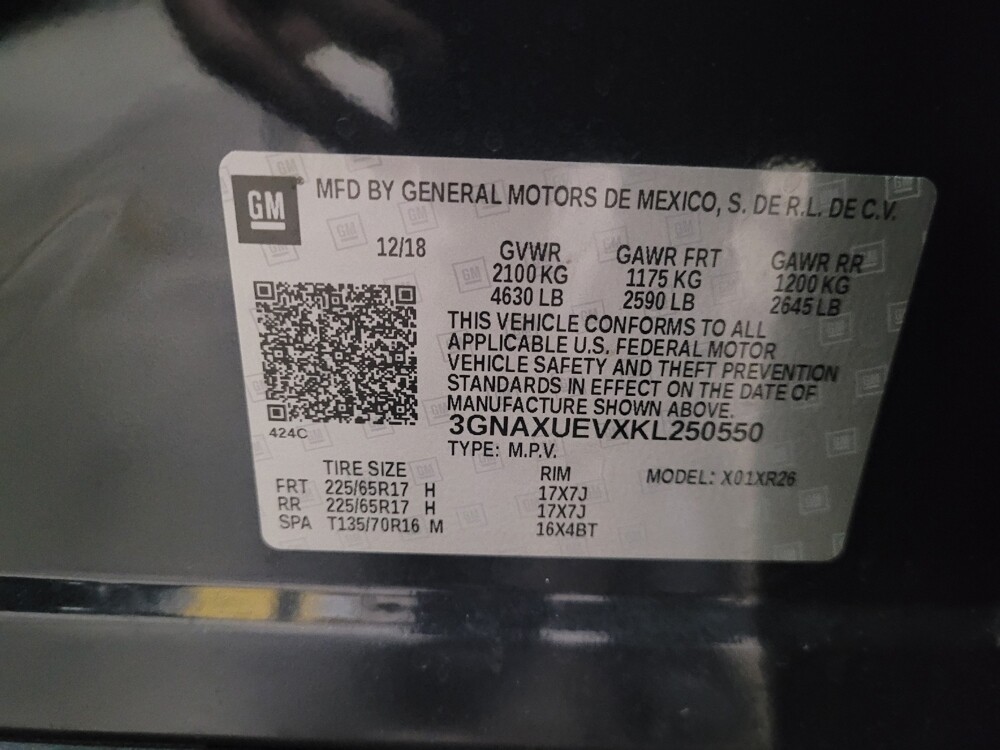 GM MFD BY GENERAL MOTORS DE MEXICO, S. DE R.L. DE C.V.
12/18 GVWR GAWR FRT GAWR RR
2100 KG 1175 KG 1200 KG
4630 LB 2590 LB 2645 LB
THIS VEHICLE CONFORMS TO ALL
APPLICABLE U.S. FEDERAL MOTOR
VEHICLE SAFETY AND THEFT PREVENTION
STANDARDS IN EFFECT ON THE DATE OF
MANUFACTURE SHOWN ABOVE.
3GNAXUEVXKL250550
424C
TYPE: M.P.V.
TIRE SIZE RIM MODEL: X01XR26
FRT 225/65R17 H 17X7J
RR 225/65R17 H 17X7J
SPA T135/70R16 M 16X4BT